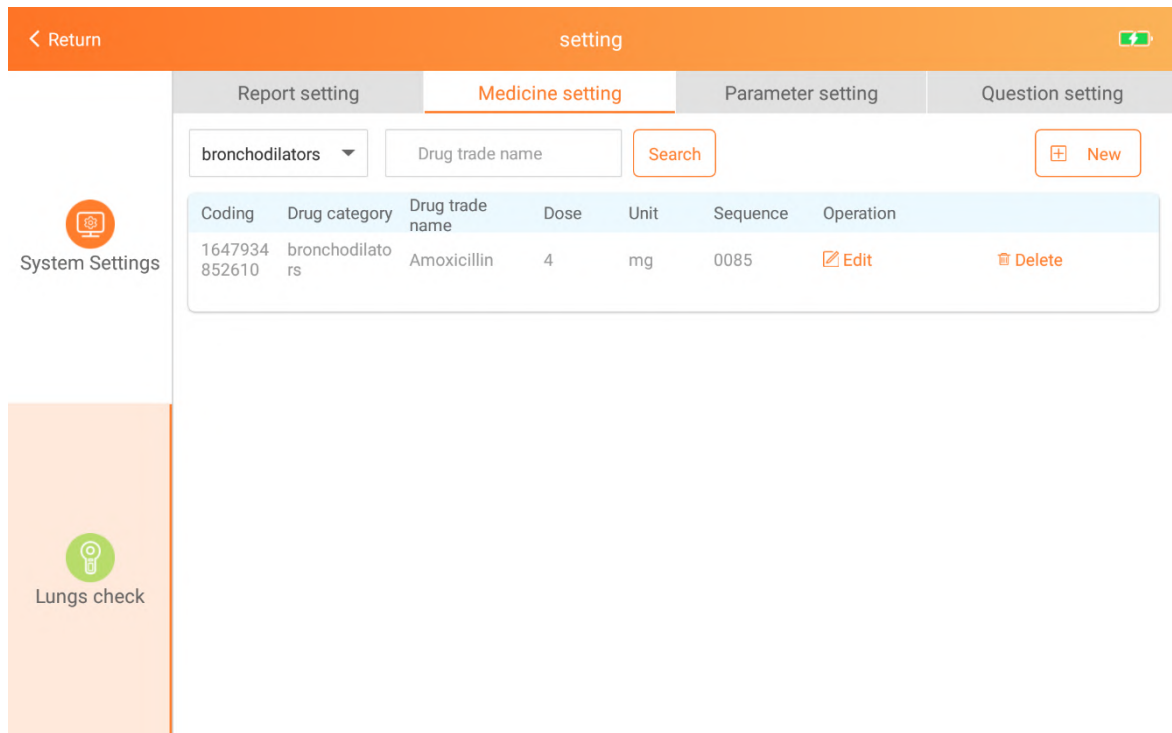 Return
setting
Report setting
Medicine setting
Parameter setting
Question setting
bronchodilators
Drug trade name
Search
New
Coding
Drug category
Drug trade
name
Dose
Unit
Sequence
Operation
1647934
852610
bronchodilato
rs
Amoxicillin
4
mg
0085
Edit
Delete
System Settings
Lungs check